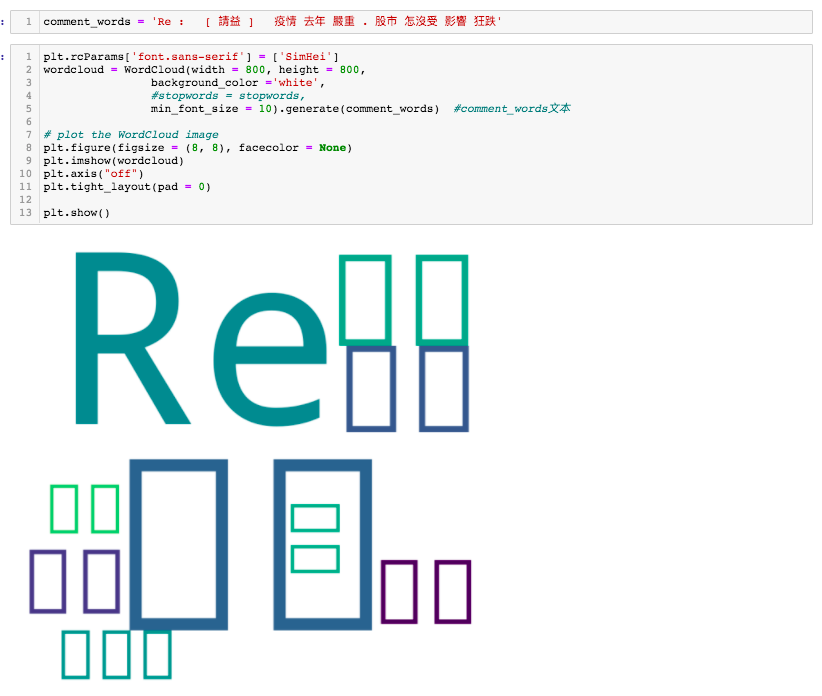 1 comment_words = 'Re :   [ 請益 ]   疫情 去年 嚴重 . 股市 怎沒受 影響 狂跌'
1 plt.rcParams['font.sans-serif'] = ['SimHei']
2 wordcloud = WordCloud(width = 800, height = 800,
3                 background_color ='white',
4                 #stopwords = stopwords,
5                 min_font_size = 10).generate(comment_words)  #comment_words文本
6
7 # plot the WordCloud image
8 plt.figure(figsize = (8, 8), facecolor = None)
9 plt.imshow(wordcloud)
10 plt.axis("off")
11 plt.tight_layout(pad = 0)
12
13 plt.show()
Re